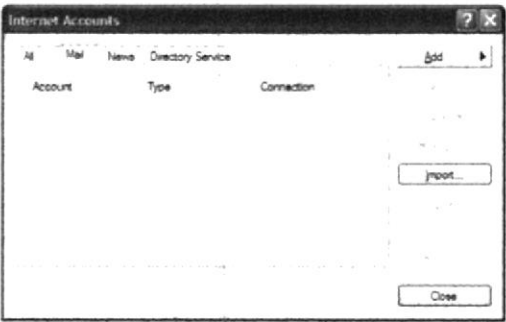 Internet Accounts
All Mail News Directory Service
Add
Account Type Connection
Import...
Close